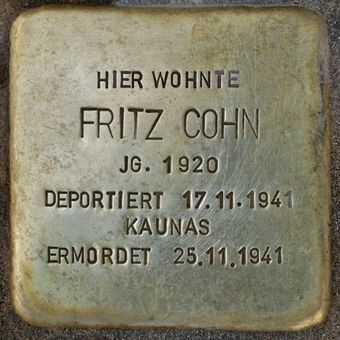 HIER WOHNTE
FRITZ COHN
JG. 1920
DEPORTIERT 17.11.1941
KAUNAS
ERMORDET 25.11.1941